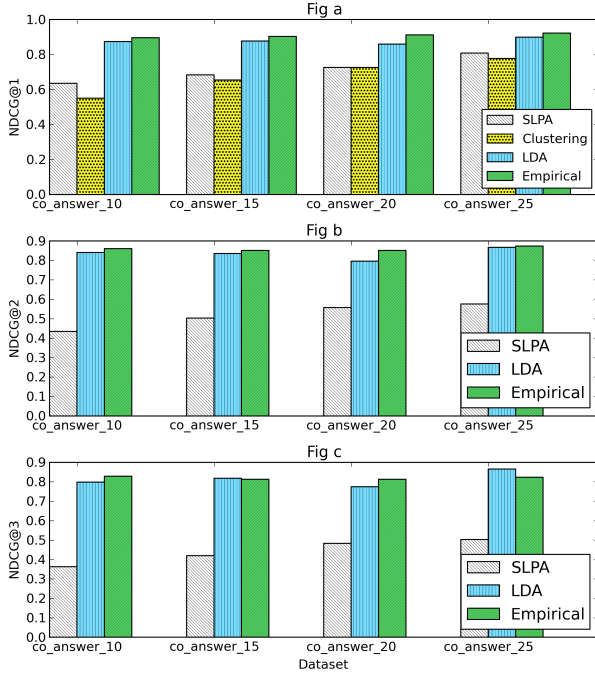 Fig a
1.0
0.8
0.6
0.4
0.2
0.0
NDCG@1
SLPA
Clustering
LDA
Empirical
co_answer_10 co_answer_15 co_answer_20 co_answer_25
Fig b
0.9
0.8
0.7
0.6
0.5
0.4
0.3
0.2
0.1
0.0
NDCG@2
SLPA
LDA
Empirical
co_answer_10 co_answer_15 co_answer_20 co_answer_25
Fig c
0.9
0.8
0.7
0.6
0.5
0.4
0.3
0.2
0.1
0.0
NDCG@3
SLPA
LDA
Empirical
co_answer_10 co_answer_15 co_answer_20 co_answer_25
Dataset